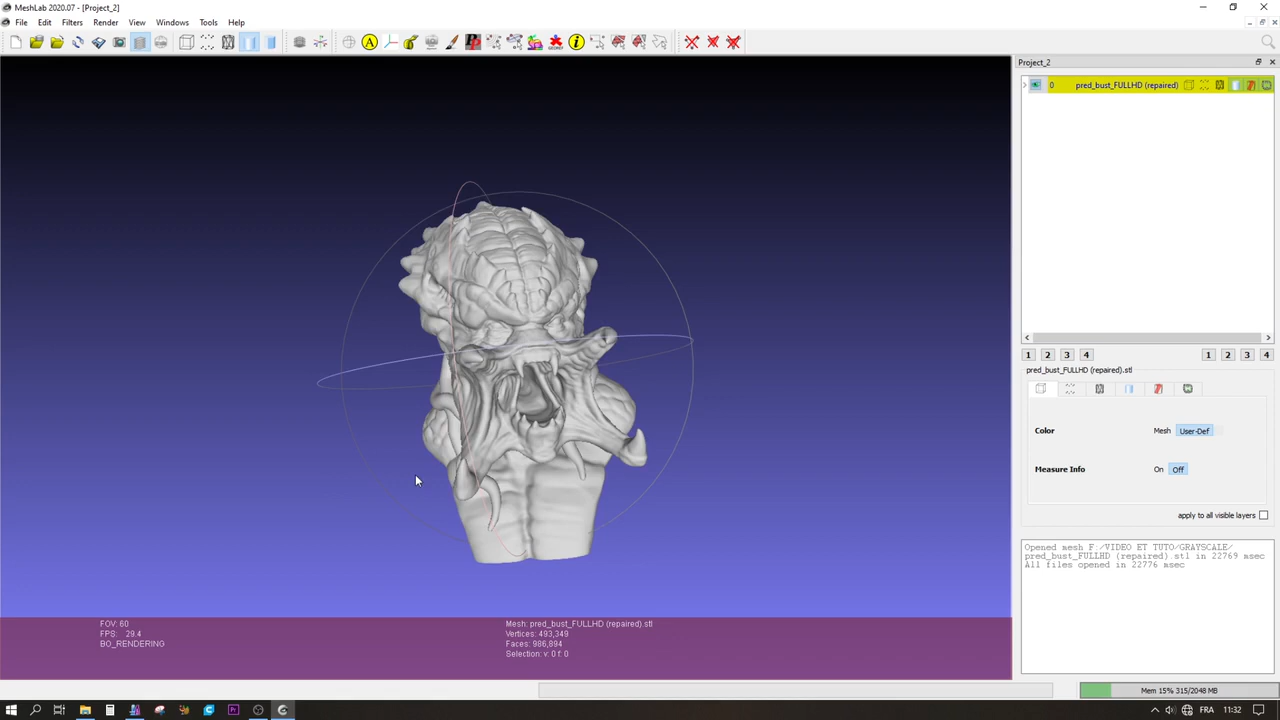 MeshLab 2020.07 - [Project_2]
File Edit Filters Render View Windows Tools Help
A
i
Project_2
0 pred_bust_FULLHD (repaired)
1 2 3 4 1 2 3 4
pred_bust_FULLHD (repaired).stl
Color Mesh User-Def
Measure Info On Off
apply to all visible layers
Opened mesh F:/VIDEO ET TUTO/GRAYSCALE/
pred_bust_FULLHD (repaired).stl in 22769 msec
All files opened in 22776 msec
FOV: 60
FPS: 29.4
BO_RENDERING
Mesh: pred_bust_FULLHD (repaired).stl
Vertices: 493,349
Faces: 986,894
Selection: v: 0 f: 0
Mem 15% 315/2048 MB
Pr
FRA 11:32